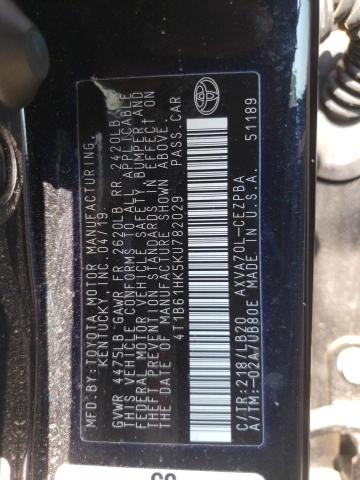 MFD.BY:TOYOTA MOTOR MANUFACTURING,
KENTUCKY, INC. 04/19
GVWR 4475LB GAWR FR. 2620LB RR. 2420LB
THIS VEHICLE CONFORMS TO ALL APPLICABLE
FEDERAL MOTOR VEHICLE SAFETY, BUMPER, AND
THEFT PREVENTION STANDARDS IN EFFECT ON
THE DATE OF MANUFACTURE SHOWN ABOVE.
4T1B61HK5KU782029 PASS.CAR
C/TR:218/LB20 AXVA70L-CEZPBA
A/TM:-02A/UB80E MADE IN U.S.A. 51189